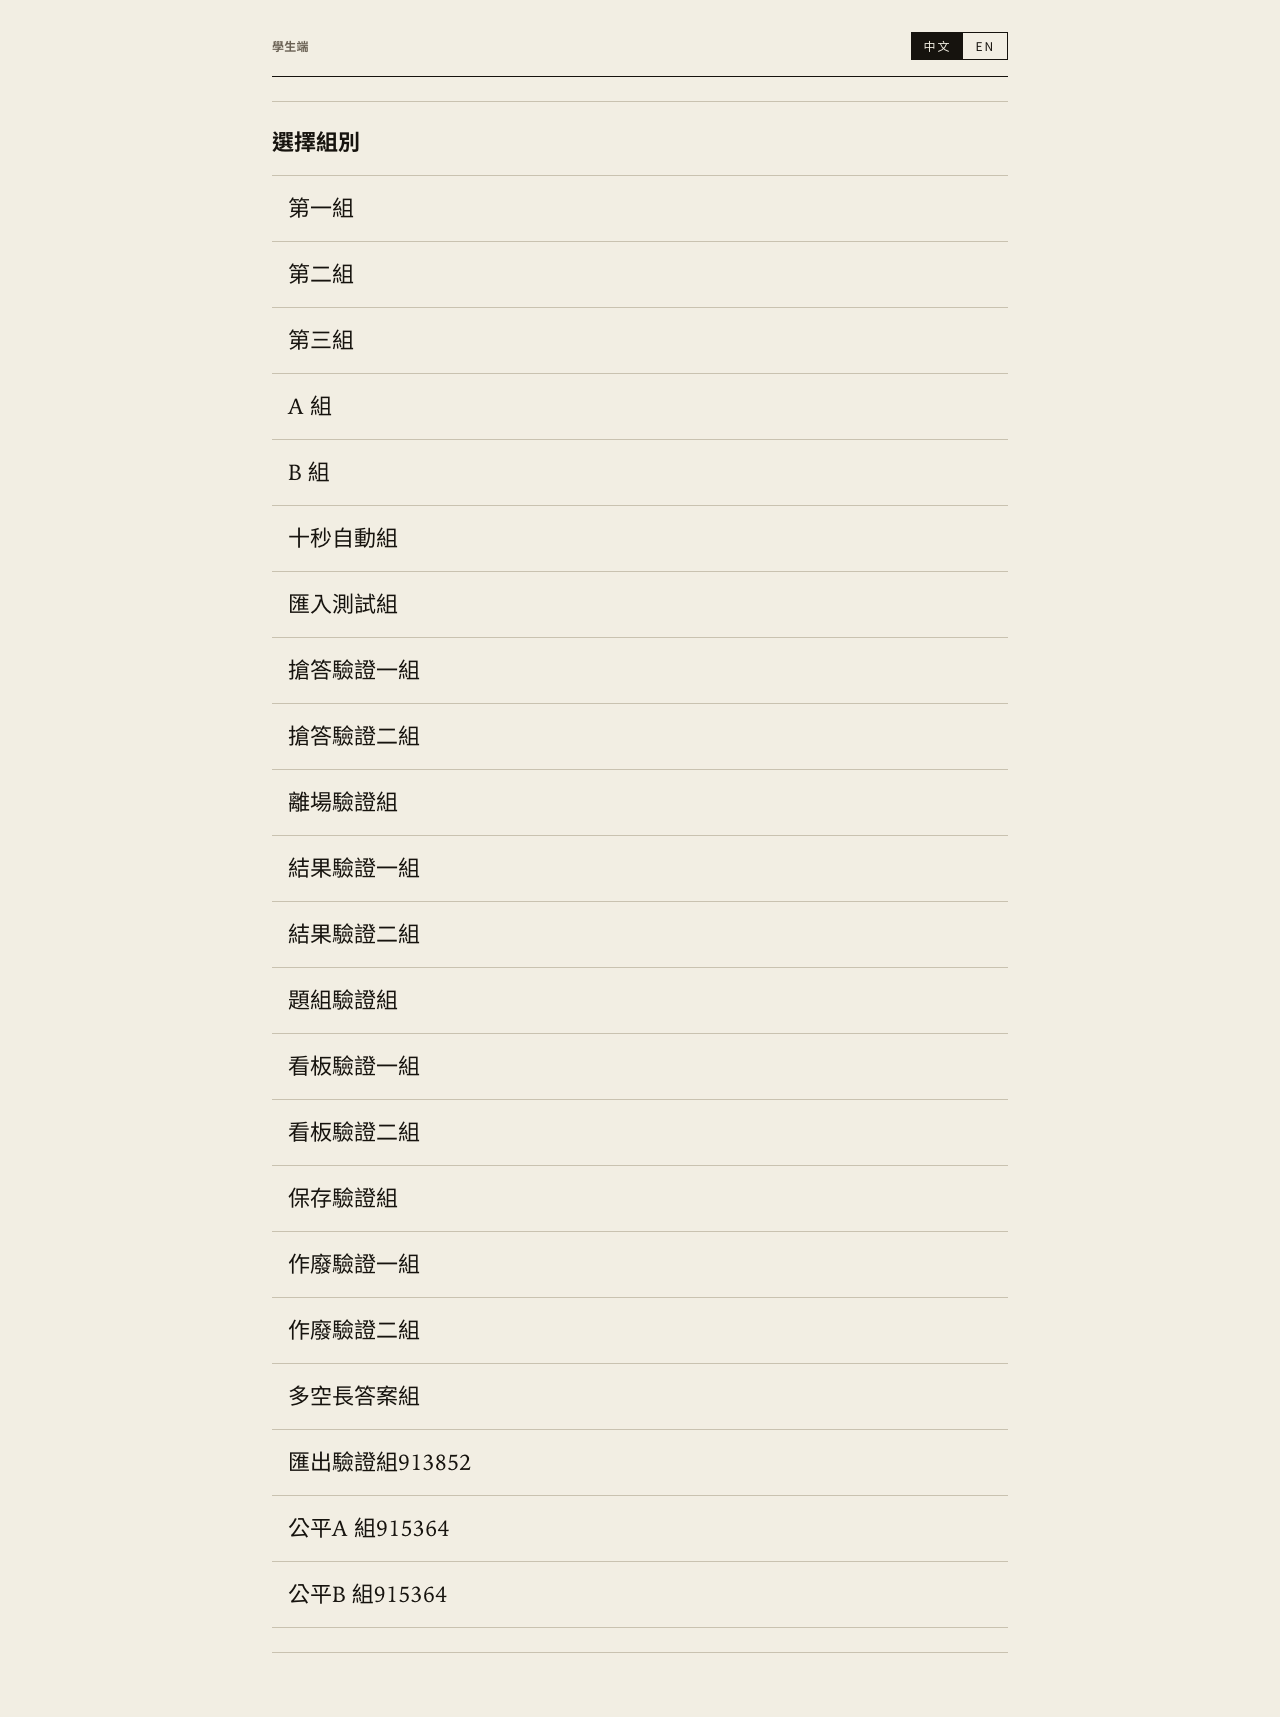 學生端
中文 EN
選擇組別
第一組
第二組
第三組
A 組
B 組
十秒自動組
匯入測試組
搶答驗證一組
搶答驗證二組
離場驗證組
結果驗證一組
結果驗證二組
題組驗證組
看板驗證一組
看板驗證二組
保存驗證組
作廢驗證一組
作廢驗證二組
多空長答案組
匯出驗證組913852
公平A 組915364
公平B 組915364